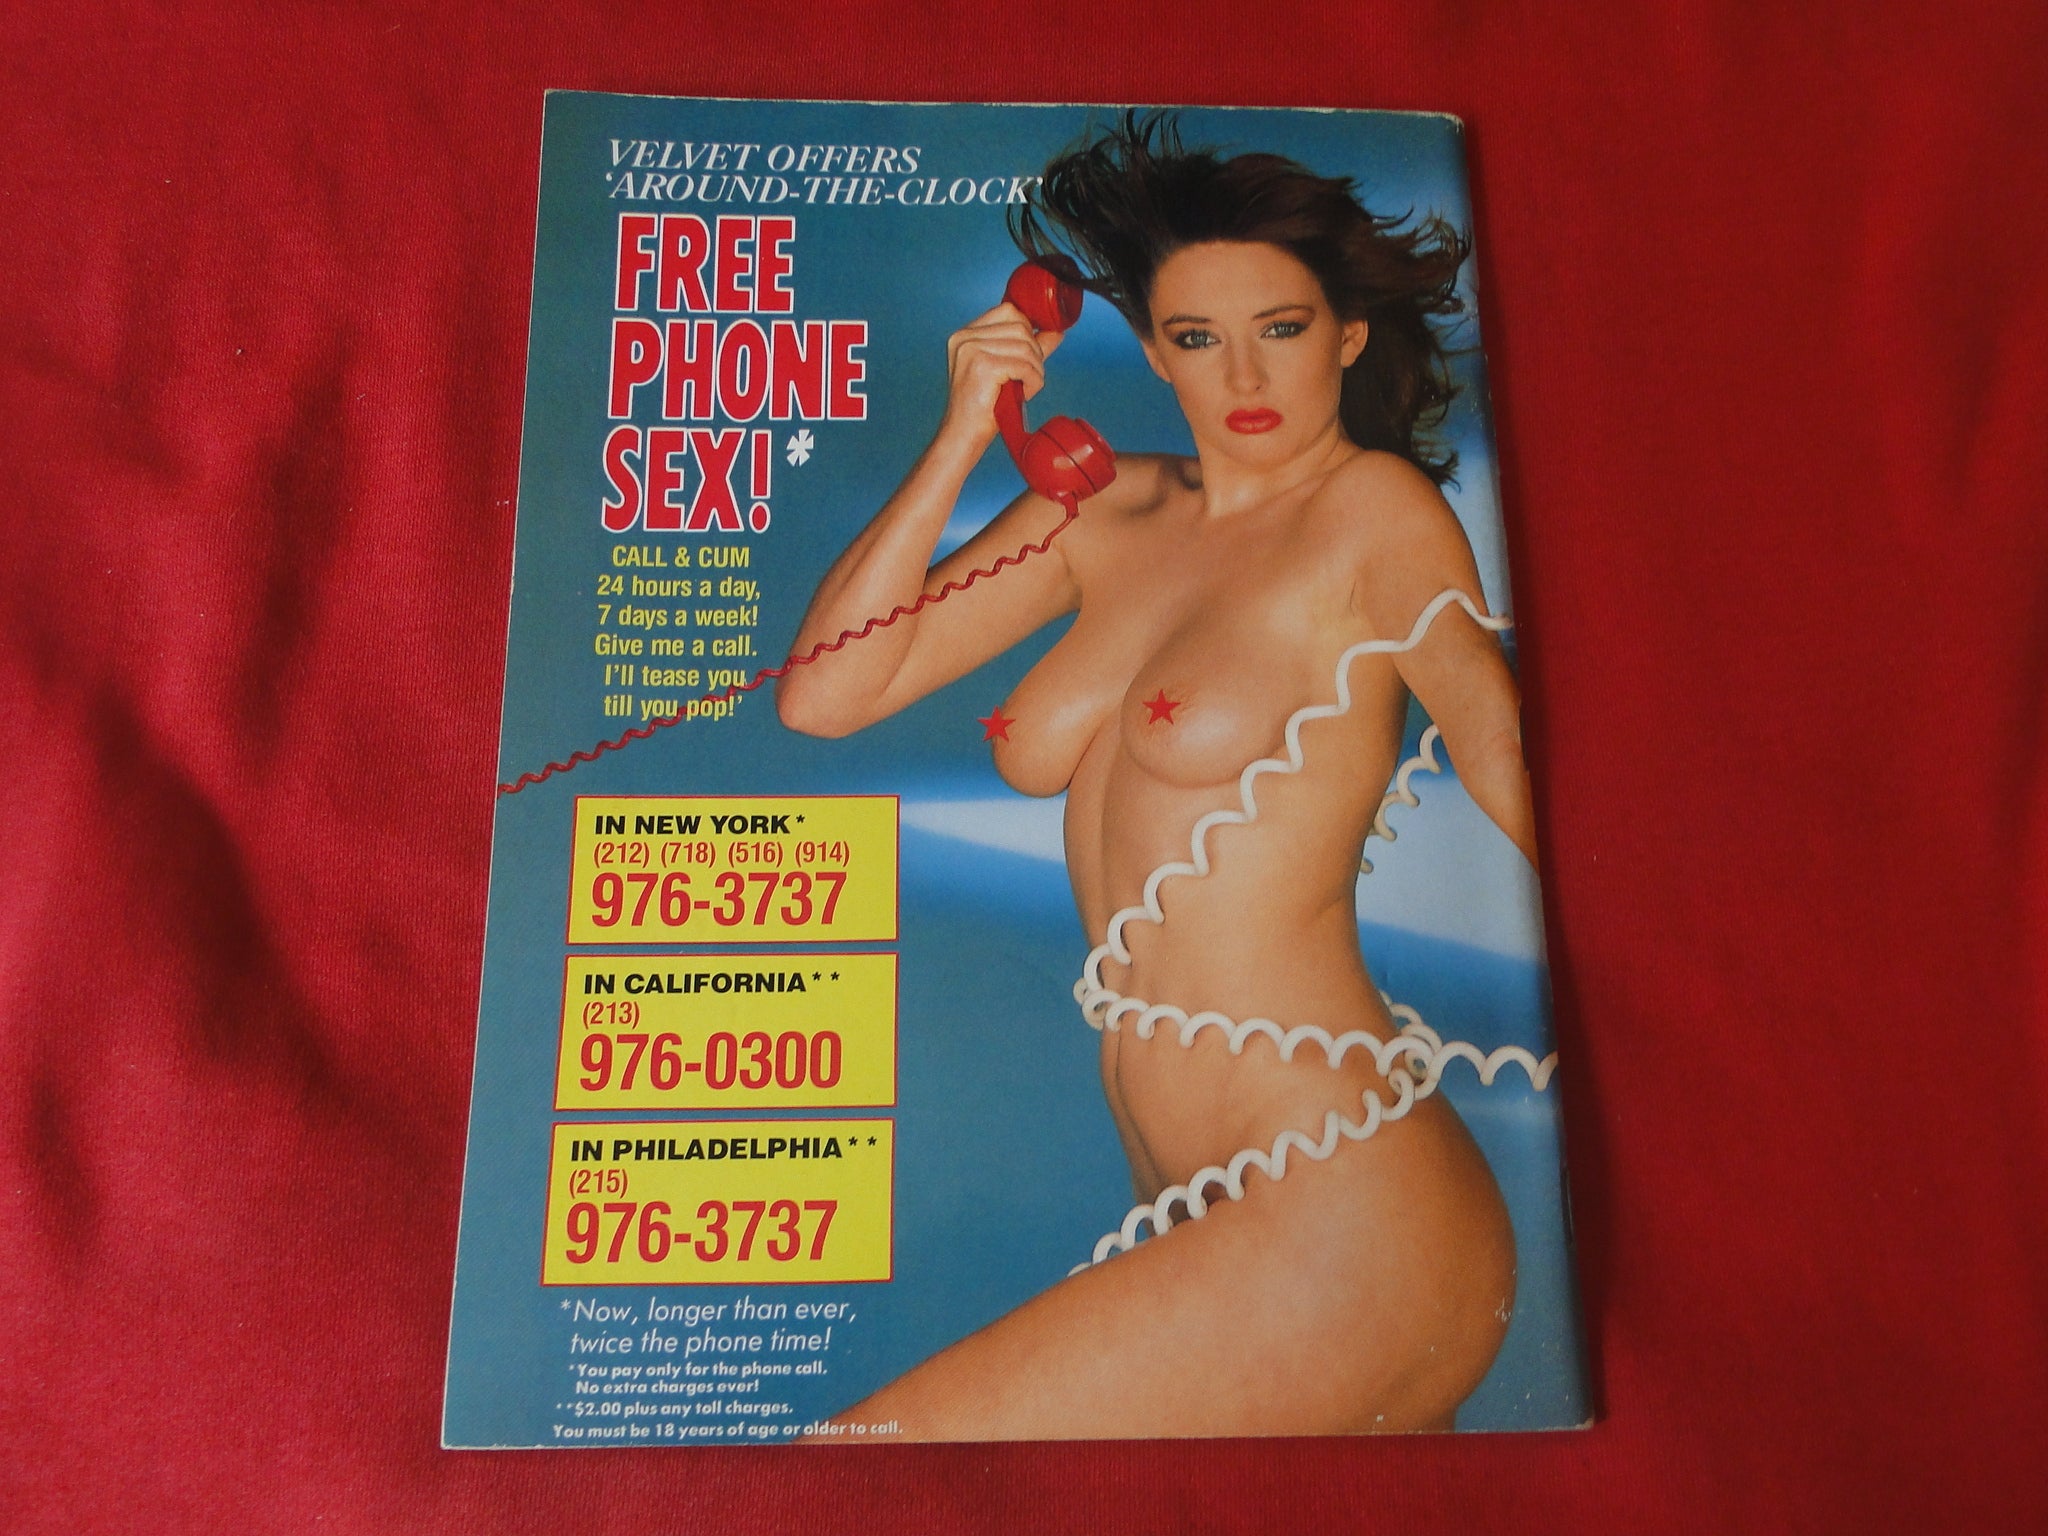 VELVET OFFERS
'AROUND-THE-CLOCK'
FREE
PHONE
SEX!*
CALL & CUM
24 hours a day,
7 days a week!
Give me a call.
I'll tease you
till you pop!'
IN NEW YORK*
(212) (718) (516) (914)
976-3737
IN CALIFORNIA**
(213)
976-0300
IN PHILADELPHIA**
(215)
976-3737
*Now, longer than ever,
twice the phone time!
*You pay only for the phone call.
No extra charges ever!
**$2.00 plus any toll charges.
You must be 18 years of age or older to call.